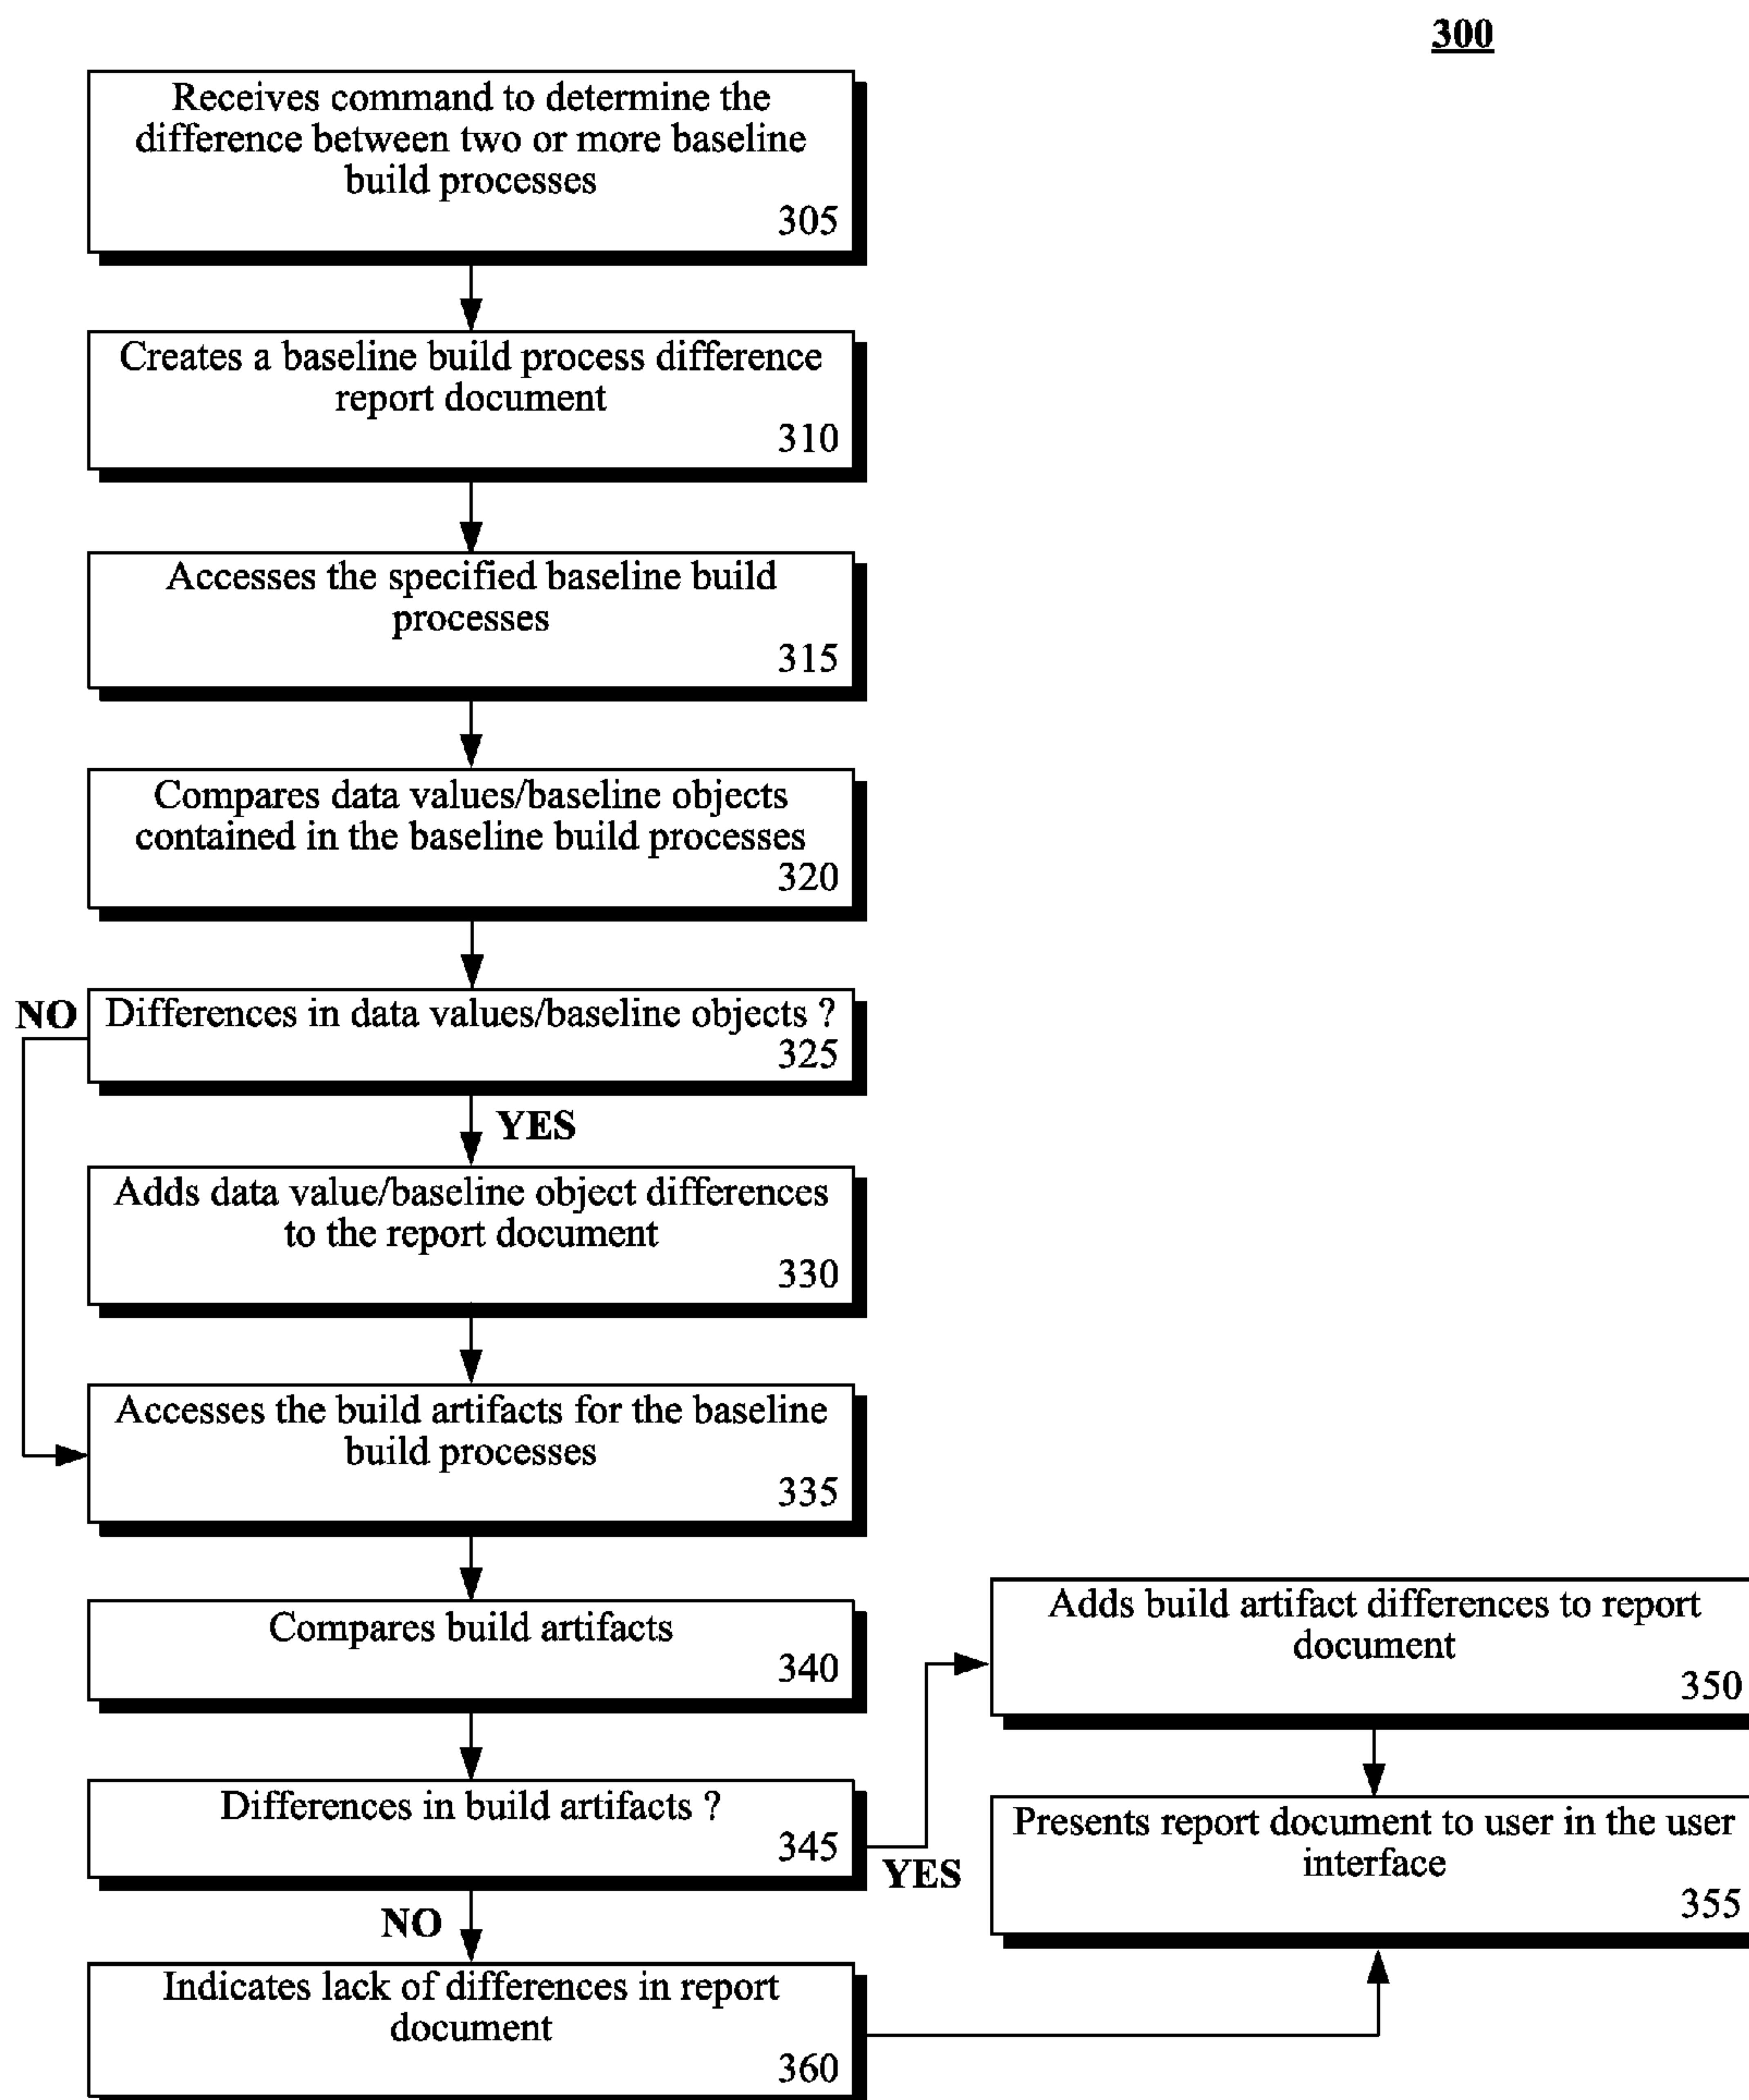 300
Receives command to determine the
difference between two or more baseline
build processes
305
Creates a baseline build process difference
report document
310
Accesses the specified baseline build
processes
315
Compares data values/baseline objects
contained in the baseline build processes
320
NO
Differences in data values/baseline objects ?
325
YES
Adds data value/baseline object differences
to the report document
330
Accesses the build artifacts for the baseline
build processes
335
Compares build artifacts
340
Differences in build artifacts ?
345
YES
Adds build artifact differences to report
document
350
Presents report document to user in the user
interface
355
NO
Indicates lack of differences in report
document
360